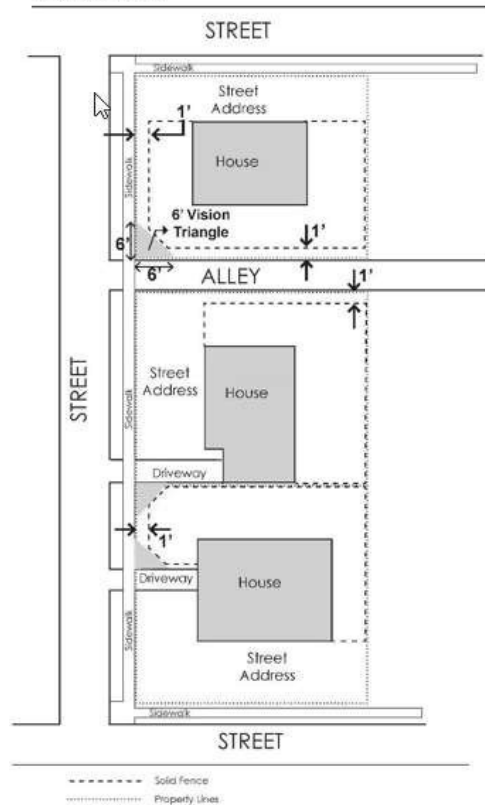 STREET
Sidewalk
Street
Address
1'
House
Sidewalk
6' Vision
Triangle
1'
6'
6'
ALLEY
1'
STREET
Street
Address
House
Sidewalk
Driveway
1'
Driveway
House
Sidewalk
Street
Address
Sidewalk
STREET
Solid Fence
Property Lines